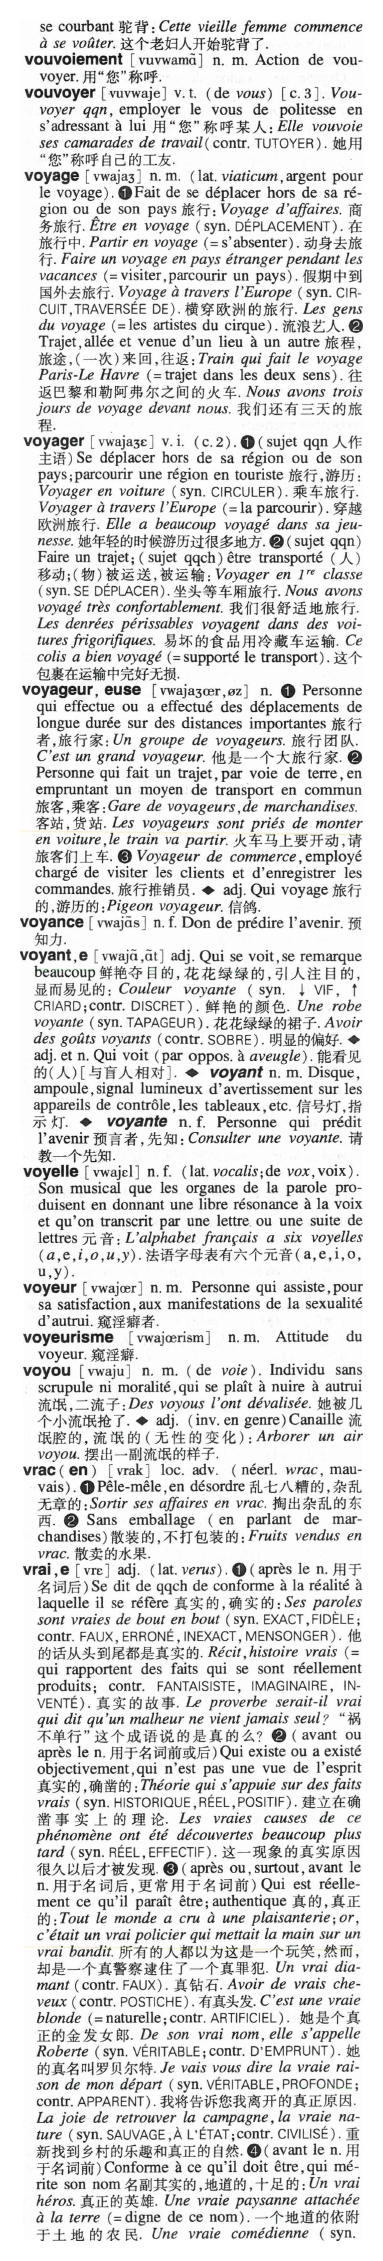 se courbant 驼背:Cette vieille femme commence
à se voûter. 这个老妇人开始驼背了.
vouvoiement [vuvwamɑ̃] n. m. Action de vou-
voyer. 用“您”称呼.
vouvoyer [vuvwaje] v. t. (de vous) [c. 3]. Vou-
voyer qqn, employer le vous de politesse en
s'adressant à lui 用“您”称呼某人:Elle vouvoie
ses camarades de travail(contr. TUTOYER). 她用
“您”称呼自己的工友.
voyage [vwajaʒ] n. m. (lat. viaticum,argent pour
le voyage). ❶Fait de se déplacer hors de sa ré-
gion ou de son pays 旅行:Voyage d'affaires. 商
务旅行. Être en voyage (syn. DÉPLACEMENT). 在
旅行中. Partir en voyage (=s'absenter). 动身去旅
行. Faire un voyage en pays étranger pendant les
vacances (=visiter,parcourir un pays). 假期中到
国外去旅行. Voyage à travers l'Europe (syn. CIR-
CUIT,TRAVERSÉE DE). 横穿欧洲的旅行. Les gens
du voyage (=les artistes du cirque). 流浪艺人. ❷
Trajet,allée et venue d'un lieu à un autre 旅程,
旅途,(一次)来回,往返:Train qui fait le voyage
Paris-Le Havre (=trajet dans les deux sens). 往
返巴黎和勒阿弗尔之间的火车. Nous avons trois
jours de voyage devant nous. 我们还有三天的旅
程.
voyager [vwajaʒe] v. i. (c. 2). ❶(sujet qqn 人作
主语)Se déplacer hors de sa région ou de son
pays;parcourir une région en touriste 旅行,游历:
Voyager en voiture (syn. CIRCULER). 乘车旅行.
Voyager à travers l'Europe (=la parcourir). 穿越
欧洲旅行. Elle a beaucoup voyagé dans sa jeu-
nesse. 她年轻的时候游历过很多地方. ❷(sujet qqn)
Faire un trajet;(sujet qqch)être transporté (人)
移动;(物)被运送,被运输:Voyager en 1re classe
(syn. SE DÉPLACER). 坐头等车厢旅行. Nous avons
voyagé très confortablement. 我们很舒适地旅行.
Les denrées périssables voyagent dans des voi-
tures frigorifiques. 易坏的食品用冷藏车运输. Ce
colis a bien voyagé (=supporté le transport). 这个
包裹在运输中完好无损.
voyageur, euse [vwajaʒœr,øz] n. ❶ Personne
qui effectue ou a effectué des déplacements de
longue durée sur des distances importantes 旅行
者,旅行家:Un groupe de voyageurs. 旅行团队.
C'est un grand voyageur. 他是一个大旅行家. ❷
Personne qui fait un trajet,par voie de terre,en
empruntant un moyen de transport en commun
旅客,乘客:Gare de voyageurs,de marchandises.
客站,货站. Les voyageurs sont priés de monter
en voiture,le train va partir. 火车马上要开动,请
旅客们上车. ❸ Voyageur de commerce,employé
chargé de visiter les clients et d'enregistrer les
commandes. 旅行推销员. ◆ adj. Qui voyage 旅行
的,游历的:Pigeon voyageur. 信鸽.
voyance [vwajɑ̃s] n. f. Don de prédire l'avenir. 预
知力.
voyant,e [vwajɑ̃,ɑ̃t] adj. Qui se voit,se remarque
beaucoup 鲜艳夺目的,花花绿绿的,引人注目的,
显而易见的: Couleur voyante (syn. ↓ VIF, ↑
CRIARD;contr. DISCRET). 鲜艳的颜色. Une robe
voyante (syn. TAPAGEUR). 花花绿绿的裙子. Avoir
des goûts voyants (contr. SOBRE). 明显的偏好. ◆
adj. et n. Qui voit (par oppos. à aveugle). 能看见
的(人)[与盲人相对]. ◆ voyant n. m. Disque,
ampoule,signal lumineux d'avertissement sur les
appareils de contrôle,les tableaux,etc. 信号灯,指
示灯. ◆ voyante n. f. Personne qui prédit
l'avenir 预言者,先知:Consulter une voyante. 请
教一个先知.
voyelle [vwajɛl] n. f. (lat. vocalis;de vox,voix).
Son musical que les organes de la parole pro-
duisent en donnant une libre résonance à la voix
et qu'on transcrit par une lettre ou une suite de
lettres 元音:L'alphabet français a six voyelles
(a,e,i,o,u,y). 法语字母表有六个元音(a,e,i,o,
u,y).
voyeur [vwajœr] n. m. Personne qui assiste,pour
sa satisfaction,aux manifestations de la sexualité
d'autrui. 窥淫癖者.
voyeurisme [vwajœrism] n. m. Attitude du
voyeur. 窥淫癖.
voyou [vwaju] n. m. (de voie). Individu sans
scrupule ni moralité,qui se plaît à nuire à autrui
流氓,二流子:Des voyous l'ont dévalisée. 她被几
个小流氓抢了. ◆ adj. (inv. en genre)Canaille 流
氓腔的,流氓的(无性的变化):Arborer un air
voyou. 摆出一副流氓的样子.
vrac(en) [vrak] loc. adv. (néerl. wrac, mau-
vais). ❶Pêle-mêle,en désordre 乱七八糟的,杂乱
无章的:Sortir ses affaires en vrac. 掏出杂乱的东
西. ❷ Sans emballage (en parlant de mar-
chandises)散装的,不打包装的:Fruits vendus en
vrac. 散卖的水果.
vrai,e [vrɛ] adj. (lat. verus). ❶(après le n. 用于
名词后)Se dit de qqch de conforme à la réalité à
laquelle il se réfère 真实的,确实的:Ses paroles
sont vraies de bout en bout (syn. EXACT,FIDÈLE;
contr. FAUX, ERRONÉ, INEXACT, MENSONGER). 他
的话从头到尾都是真实的. Récit,histoire vrais (=
qui rapportent des faits qui se sont réellement
produits; contr. FANTAISISTE, IMAGINAIRE, IN-
VENTÉ). 真实的故事. Le proverbe serait-il vrai
qui dit qu'un malheur ne vient jamais seul? “祸
不单行”这个成语说的是真的么? ❷(avant ou
après le n. 用于名词前或后)Qui existe ou a existé
objectivement,qui n'est pas une vue de l'esprit
真实的,确凿的:Théorie qui s'appuie sur des faits
vrais (syn. HISTORIQUE,RÉEL,POSITIF). 建立在确
凿事实上的理论. Les vraies causes de ce
phénomène ont été découvertes beaucoup plus
tard (syn. RÉEL,EFFECTIF). 这一现象的真实原因
很久以后才被发现. ❸(après ou,surtout,avant le
n. 用于名词后,更常用于名词前)Qui est réelle-
ment ce qu'il paraît être;authentique 真的,真正
的:Tout le monde a cru à une plaisanterie;or,
c'était un vrai policier qui mettait la main sur un
vrai bandit. 所有的人都以为这是一个玩笑,然而,
却是一个真警察逮住了一个真罪犯. Un vrai dia-
mant (contr. FAUX). 真钻石. Avoir de vrais che-
veux (contr. POSTICHE). 有真头发. C'est une vraie
blonde (=naturelle;contr. ARTIFICIEL). 她是个真
正的金发女郎. De son vrai nom, elle s'appelle
Roberte (syn. VÉRITABLE;contr. D'EMPRUNT). 她
的真名叫罗贝尔特. Je vais vous dire la vraie rai-
son de mon départ (syn. VÉRITABLE,PROFONDE;
contr. APPARENT). 我将告诉您我离开的真正原因.
La joie de retrouver la campagne,la vraie na-
ture (syn. SAUVAGE,À L'ÉTAT;contr. CIVILISÉ). 重
新找到乡村的乐趣和真正的自然. ❹(avant le n. 用
于名词前)Conforme à ce qu'il doit être,qui mé-
rite son nom 名副其实的,地道的,十足的:Un vrai
héros. 真正的英雄. Une vraie paysanne attachée
à la terre (=digne de ce nom). 一个地道的依附
于土地的农民. Une vraie comédienne (syn.